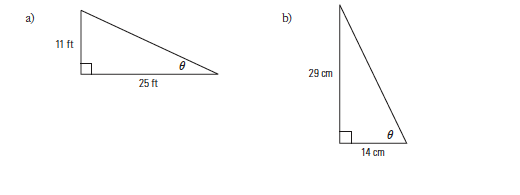 a)
11 ft
θ
25 ft
b)
29 cm
θ
14 cm